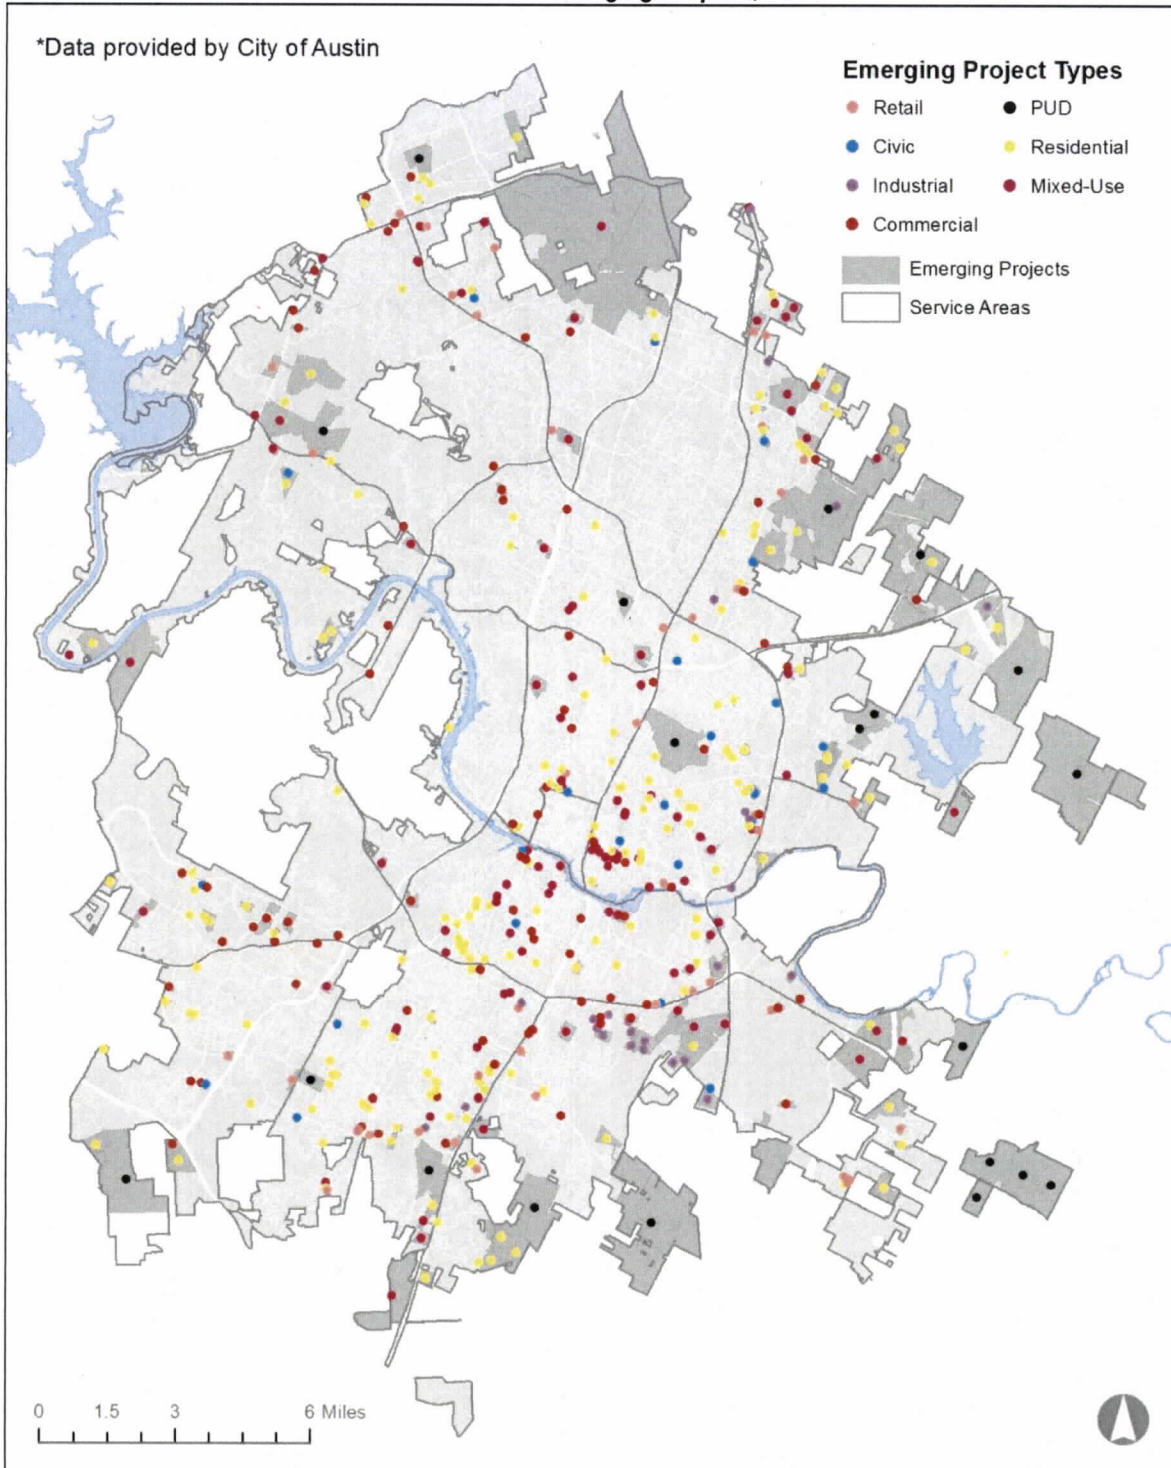 *Data provided by City of Austin
Emerging Project Types
Retail
PUD
Civic
Residential
Industrial
Mixed-Use
Commercial
Emerging Projects
Service Areas
0 1.5 3 6 Miles